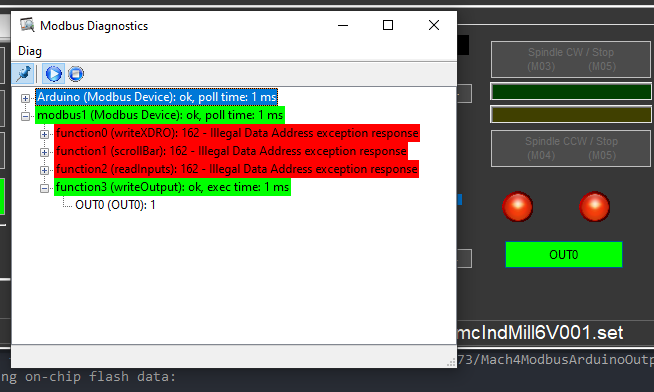 Modbus Diagnostics
Diag
Arduino (Modbus Device): ok, poll time: 1 ms
modbus1 (Modbus Device): ok, poll time: 1 ms
function0 (writeXDRO): 162 - Illegal Data Address exception response
function1 (scrollBar): 162 - Illegal Data Address exception response
function2 (readInputs): 162 - Illegal Data Address exception response
function3 (writeOutput): ok, exec time: 1 ms
OUT0 (OUT0): 1
Spindle CW / Stop
(M03) (M05)
Spindle CCW / Stop
(M04) (M05)
OUT0
mcIndMill6V001.set
73/Mach4ModbusArduinoOutp
ng on-chip flash data: